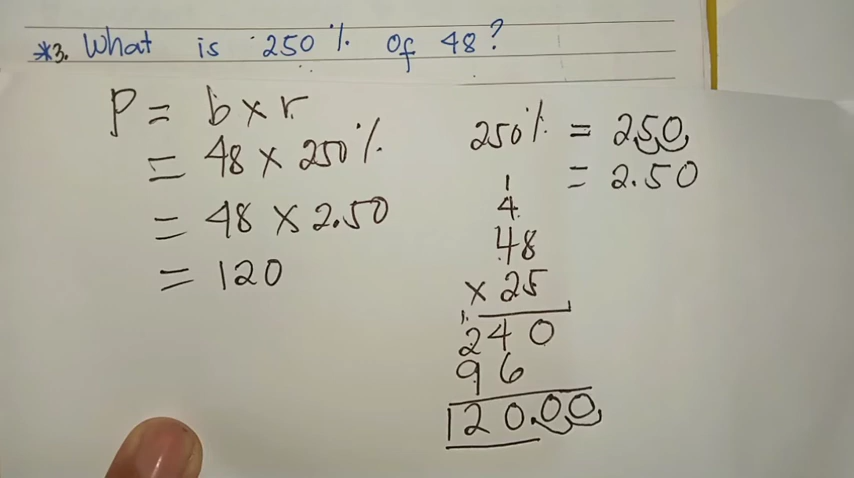 *3. What is 250% of 48?
P = b x r
= 48 x 250%
= 48 x 2.50
= 120
250% = 250.
= 2.50
1
4
48
x 25
1
240
96
120.00